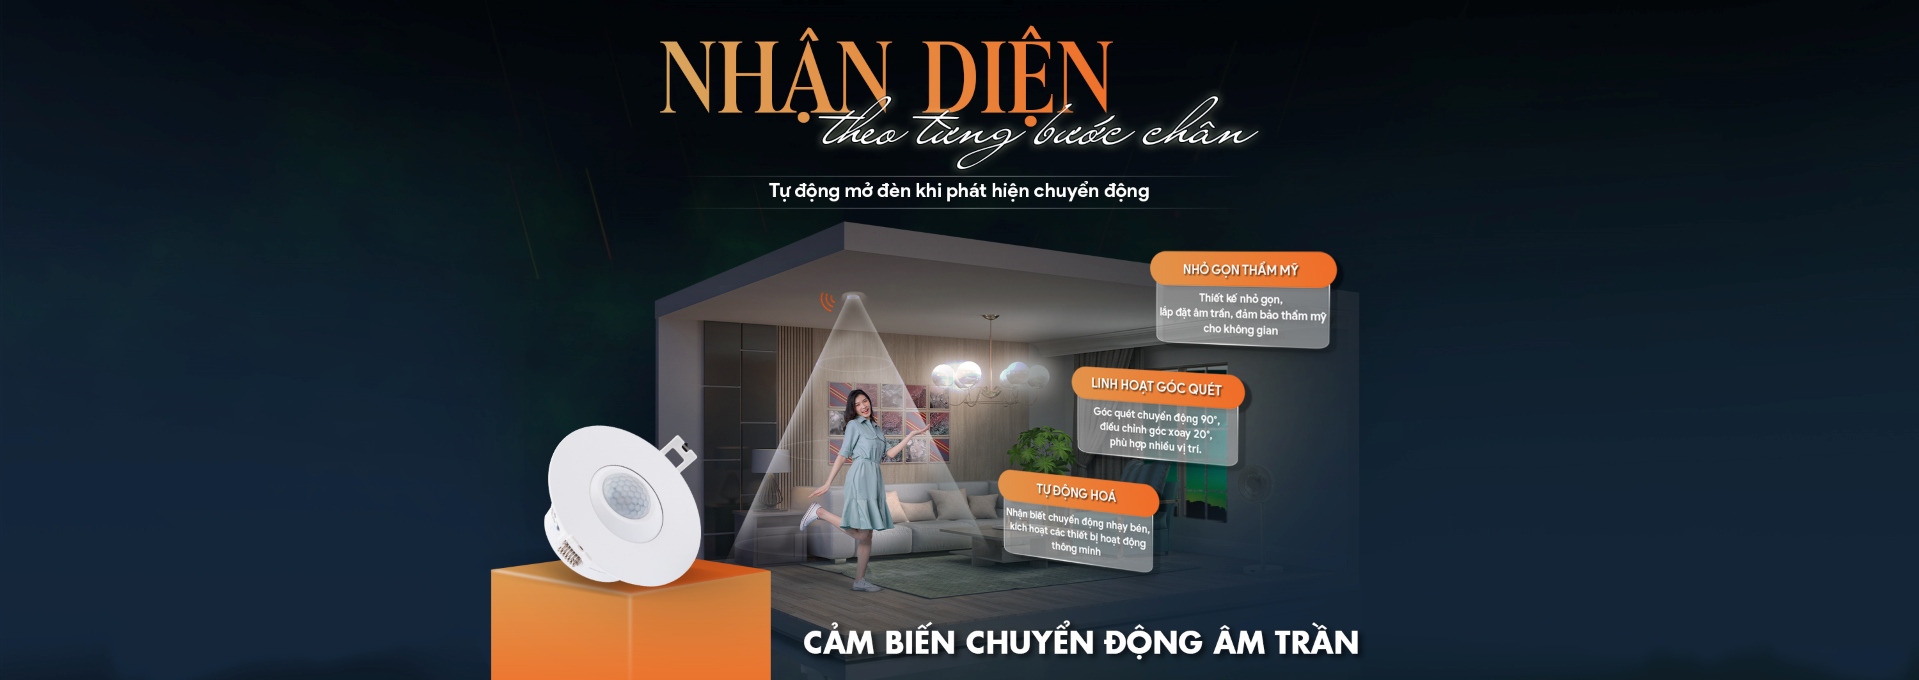 NHẬN DIỆN
theo từng bước chân
Tự động mở đèn khi phát hiện chuyển động
NHỎ GỌN THẨM MỸ
Thiết kế nhỏ gọn,
lắp đặt âm trần, đảm bảo thẩm mỹ
cho không gian
LINH HOẠT GÓC QUÉT
Góc quét chuyển động 90°,
điều chỉnh góc xoay 20°,
phù hợp nhiều vị trí.
TỰ ĐỘNG HOÁ
Nhận biết chuyển động nhạy bén,
kích hoạt các thiết bị hoạt động
thông minh
CẢM BIẾN CHUYỂN ĐỘNG ÂM TRẦN